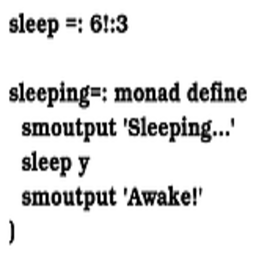 sleep =: 6!:3
sleeping=: monad define
smoutput 'Sleeping...'
sleep y
smoutput 'Awake!'
)